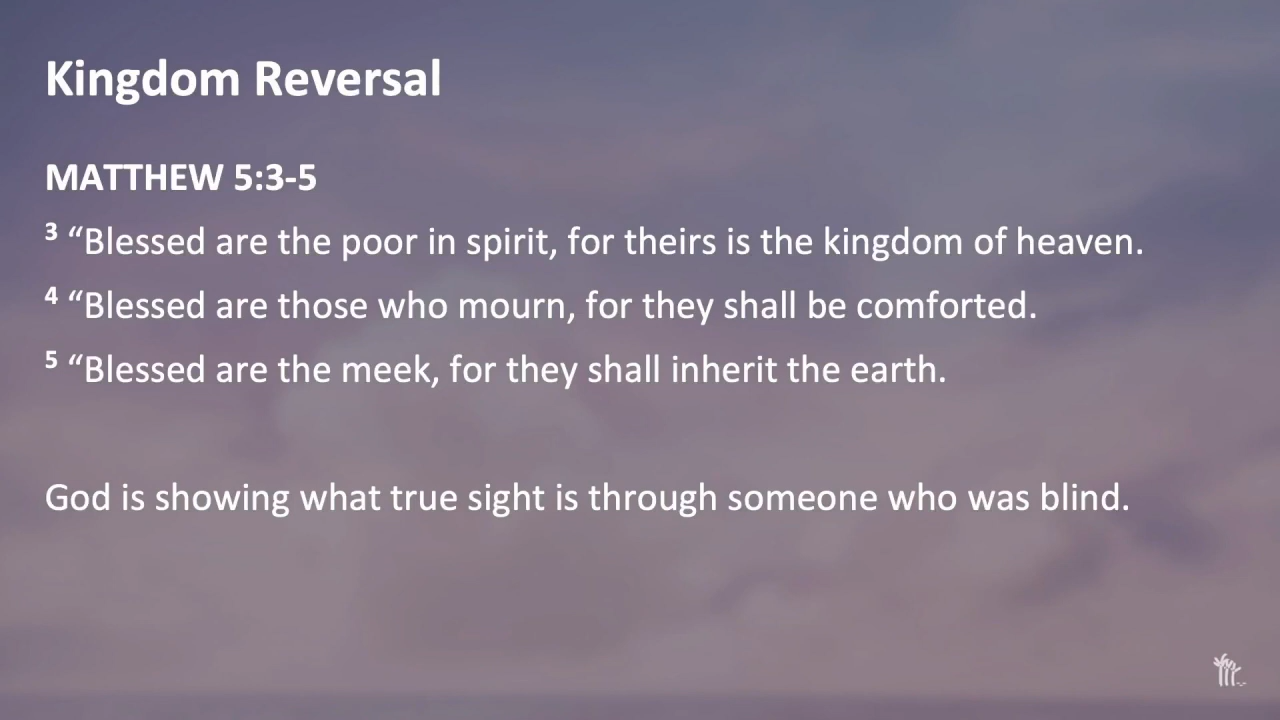 Kingdom Reversal
MATTHEW 5:3-5
3 “Blessed are the poor in spirit, for theirs is the kingdom of heaven.
4 “Blessed are those who mourn, for they shall be comforted.
5 “Blessed are the meek, for they shall inherit the earth.
God is showing what true sight is through someone who was blind.